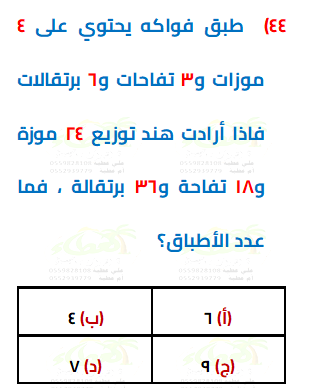 ٤٤) طبق فواكه يحتوي على ٤
موزات و٣ تفاحات و٦ برتقالات
فاذا أرادت هند توزيع ٢٤ موزة
و١٨ تفاحة و٣٦ برتقالة ، فما
عدد الأطباق؟
(أ) ٦ (ب) ٤
(ج) ٩ (د) ٧